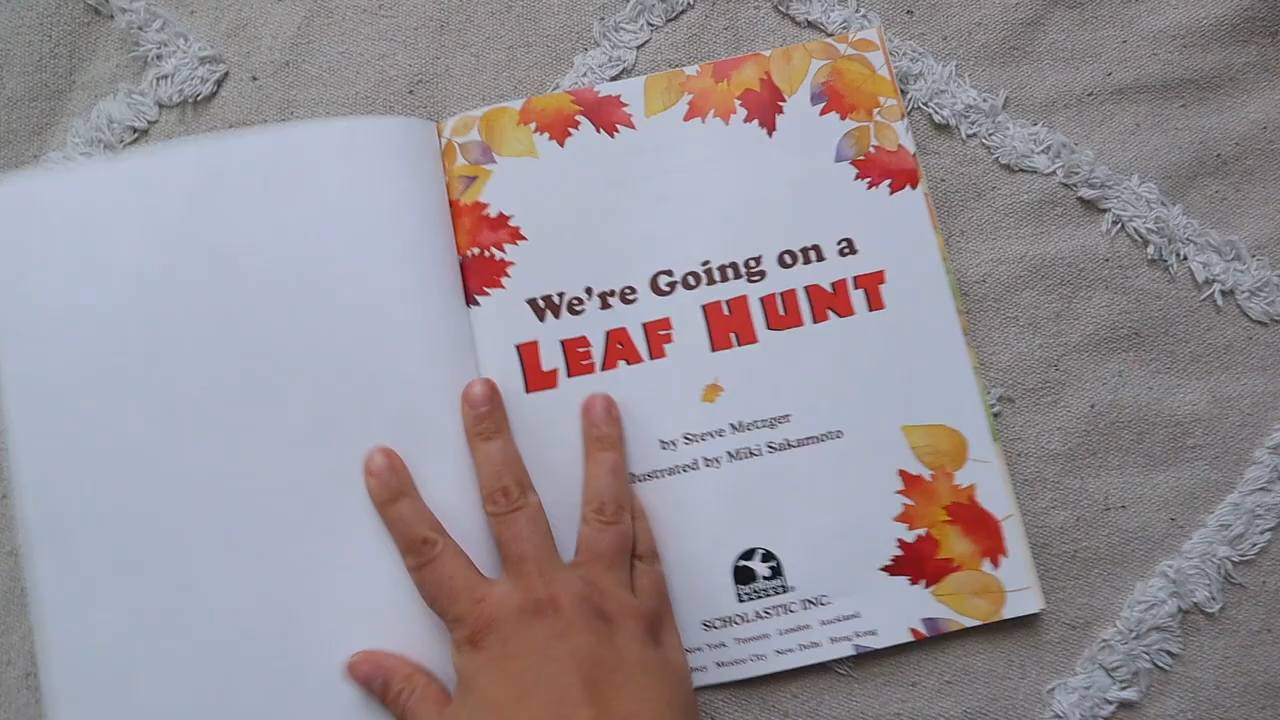 We're Going on a
LEAF HUNT
by Steve Metzger
lustrated by Miki Sakamoto
SCHOLASTIC INC.
New York Toronto London Auckland
Mexico City New Delhi Hong Kong